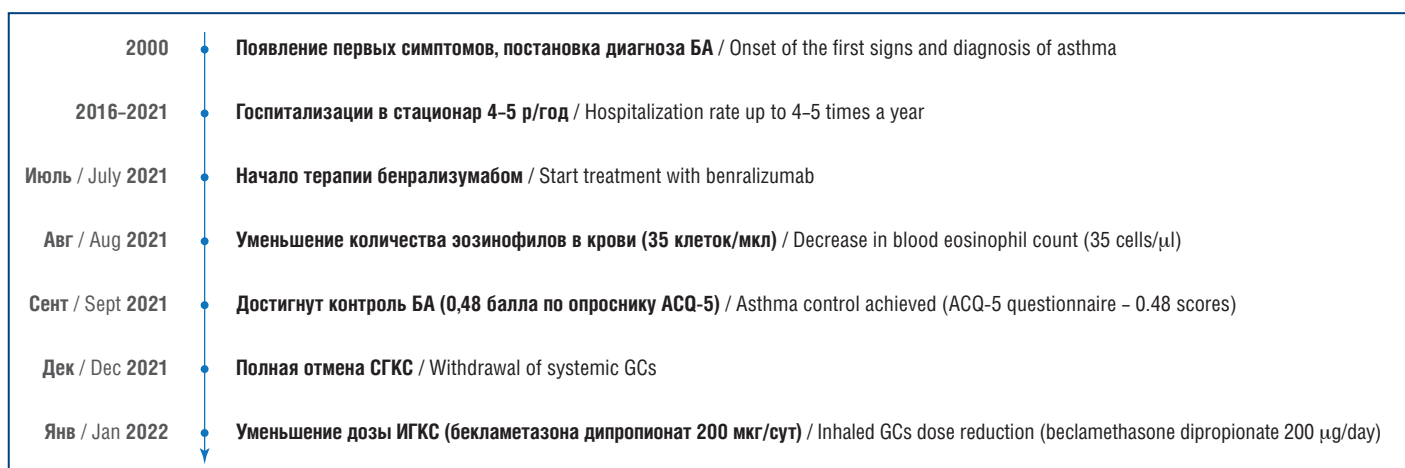 2000 Появление первых симптомов, постановка диагноза БА / Onset of the first signs and diagnosis of asthma
2016–2021 Госпитализации в стационар 4–5 р/год / Hospitalization rate up to 4–5 times a year
Июль / July 2021 Начало терапии бенрализумабом / Start treatment with benralizumab
Авг / Aug 2021 Уменьшение количества эозинофилов в крови (35 клеток/мкл) / Decrease in blood eosinophil count (35 cells/μl)
Сент / Sept 2021 Достигнут контроль БА (0,48 балла по опроснику ACQ-5) / Asthma control achieved (ACQ-5 questionnaire – 0.48 scores)
Дек / Dec 2021 Полная отмена СГКС / Withdrawal of systemic GCs
Янв / Jan 2022 Уменьшение дозы ИГКС (бекламетазона дипропионат 200 мкг/сут) / Inhaled GCs dose reduction (beclamethasone dipropionate 200 μg/day)